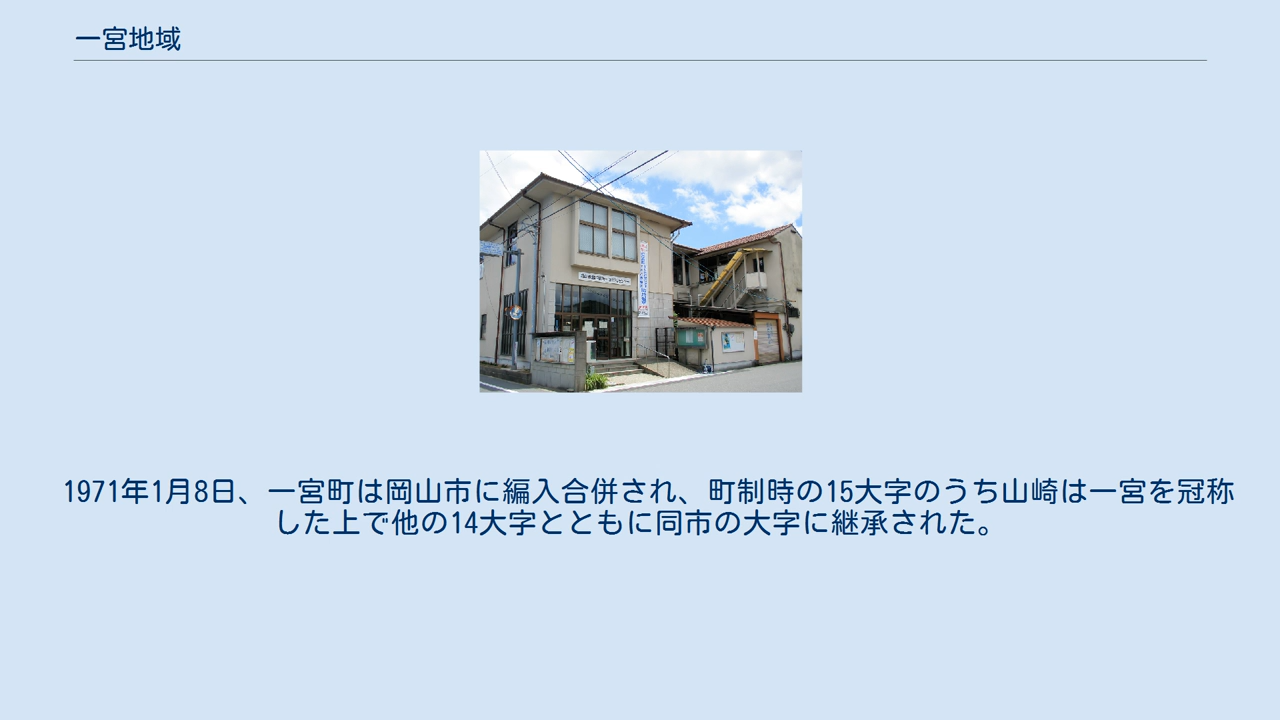 一宮地域
1971年1月8日、一宮町は岡山市に編入合併され、町制時の15大字のうち山崎は一宮を冠称
した上で他の14大字とともに同市の大字に継承された。